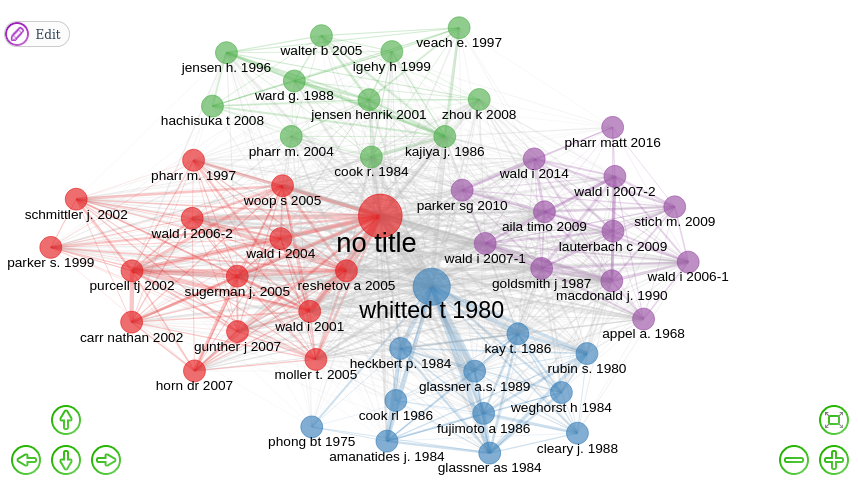 Edit
veach e. 1997
walter b 2005
jensen h. 1996
igehy h 1999
ward g. 1988
jensen henrik 2001
zhou k 2008
hachisuka t 2008
pharr matt 2016
pharr m. 2004
kajiya j. 1986
cook r. 1984
wald i 2014
pharr m. 1997
wald i 2007-2
woop s 2005
parker sg 2010
schmittler j. 2002
stich m. 2009
aila timo 2009
wald i 2006-2
no title
lauterbach c 2009
wald i 2004
wald i 2007-1
parker s. 1999
wald i 2006-1
purcell tj 2002
sugerman j. 2005
reshetov a 2005
goldsmith j 1987
macdonald j. 1990
whitted t 1980
wald i 2001
appel a. 1968
carr nathan 2002
gunther j 2007
kay t. 1986
heckbert p. 1984
rubin s. 1980
moller t. 2005
horn dr 2007
glassner a.s. 1989
weghorst h 1984
cook rl 1986
fujimoto a 1986
phong bt 1975
cleary j. 1988
amanatides j. 1984
glassner as 1984